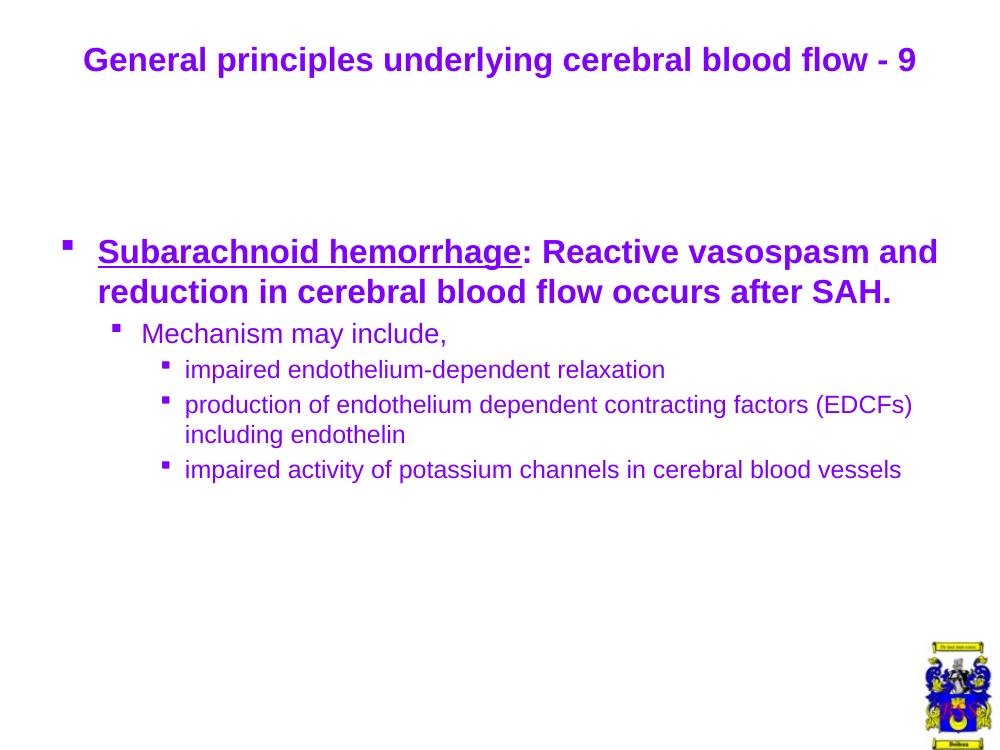 General principles underlying cerebral blood flow - 9
Subarachnoid hemorrhage: Reactive vasospasm and
reduction in cerebral blood flow occurs after SAH.
Mechanism may include,
impaired endothelium-dependent relaxation
production of endothelium dependent contracting factors (EDCFs)
including endothelin
impaired activity of potassium channels in cerebral blood vessels